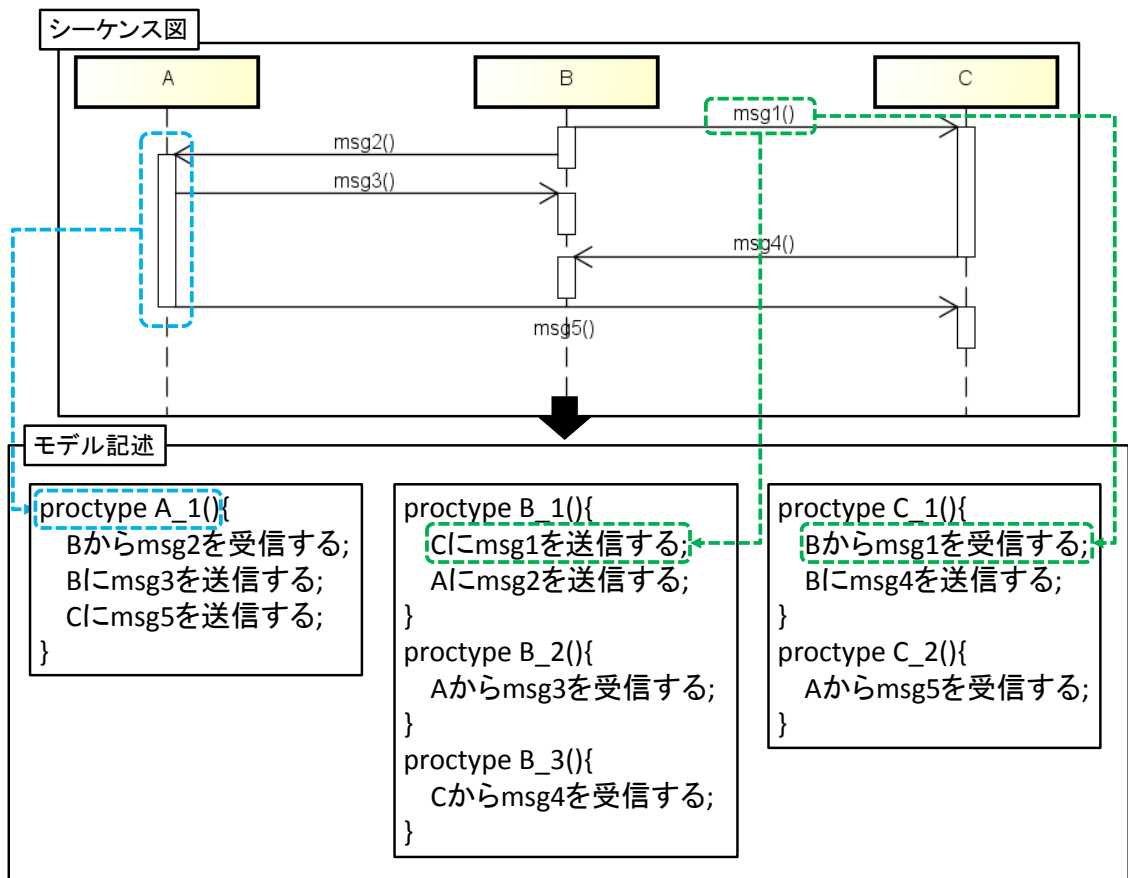 シーケンス図
A
B
C
msg1()
msg2()
msg3()
msg4()
msg5()
モデル記述
proctype A_1(){
Bからmsg2を受信する;
Bにmsg3を送信する;
Cにmsg5を送信する;
}
proctype B_1(){
Cにmsg1を送信する;
Aにmsg2を送信する;
}
proctype B_2(){
Aからmsg3を受信する;
}
proctype B_3(){
Cからmsg4を受信する;
}
proctype C_1(){
Bからmsg1を受信する;
Bにmsg4を送信する;
}
proctype C_2(){
Aからmsg5を受信する;
}